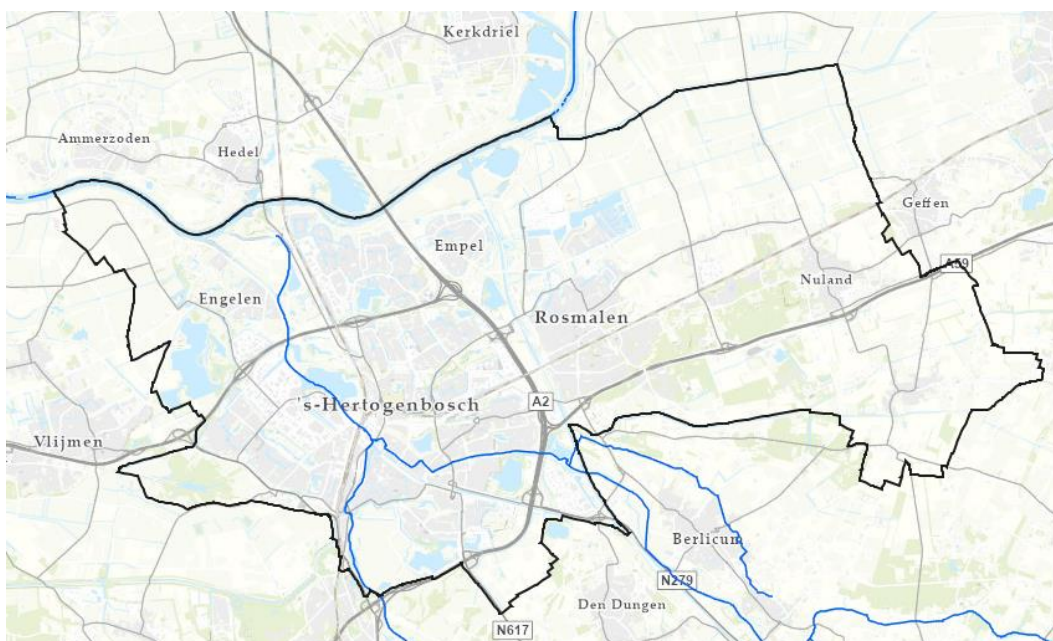 Kerkdriel
Ammerzoden
Hedel
Geffen
Empel
A59
Nuland
Engelen
Rosmalen
A2
's-Hertogenbosch
Vlijmen
Berlicum
N279
Den Dungen
N617